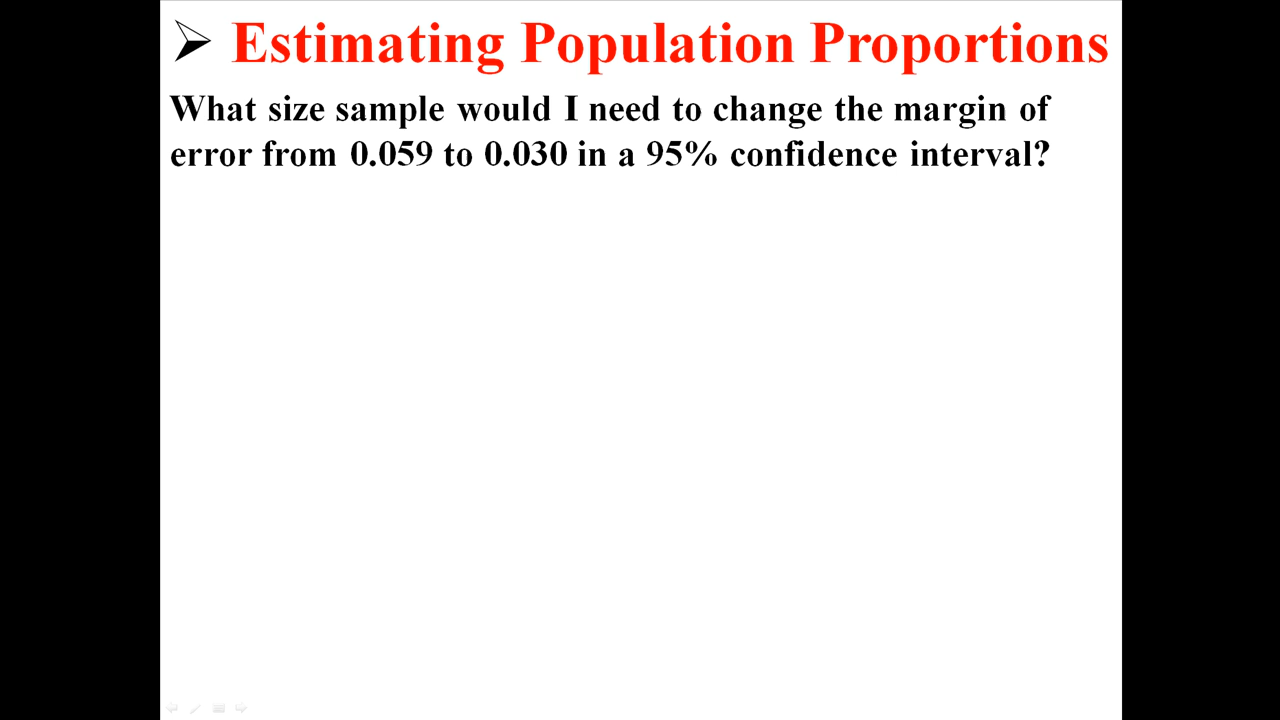 Estimating Population Proportions
What size sample would I need to change the margin of
error from 0.059 to 0.030 in a 95% confidence interval?